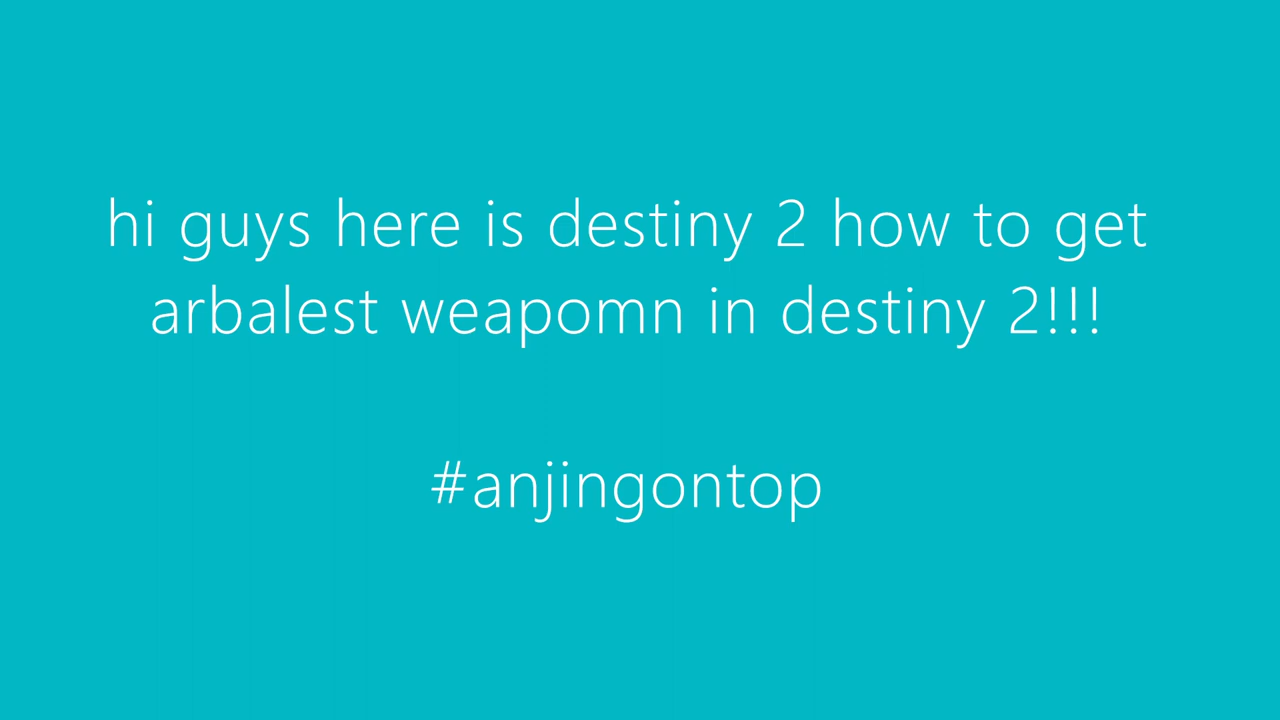 hi guys here is destiny 2 how to get
arbalest weapomn in destiny 2!!!
#anjingontop